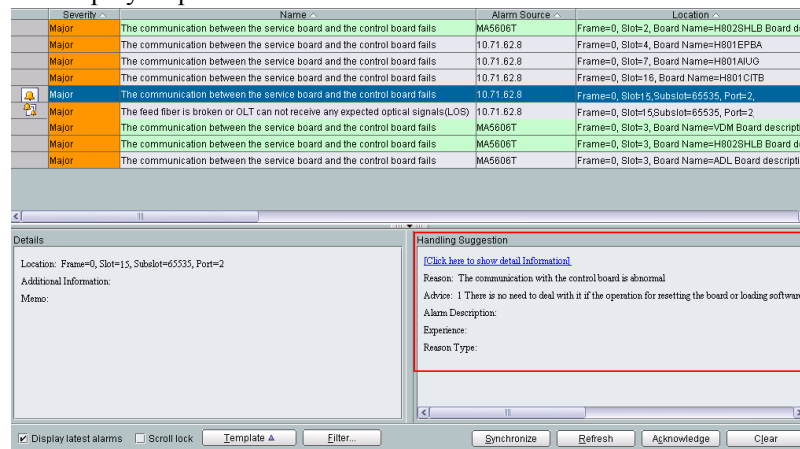 Severity Name Alarm Source Location
Major The communication between the service board and the control board fails MA5606T Frame=0, Slot=2, Board Name=H802SHLB Board de
Major The communication between the service board and the control board fails 10.71.62.8 Frame=0, Slot=4, Board Name=H801EPBA
Major The communication between the service board and the control board fails 10.71.62.8 Frame=0, Slot=7, Board Name=H801AIUG
Major The communication between the service board and the control board fails 10.71.62.8 Frame=0, Slot=16, Board Name=H801CITB
Major The communication between the service board and the control board fails 10.71.62.8 Frame=0, Slot=15,Subslot=65535, Port=2,
Major The feed fiber is broken or OLT can not receive any expected optical signals(LOS) 10.71.62.8 Frame=0, Slot=15,Subslot=65535, Port=2
Major The communication between the service board and the control board fails MA5606T Frame=0, Slot=3, Board Name=VDM Board descripti
Major The communication between the service board and the control board fails MA5606T Frame=0, Slot=3, Board Name=H802SHLB Board de
Major The communication between the service board and the control board fails MA5606T Frame=0, Slot=3, Board Name=ADL Board descripti
Details
Location: Frame=0, Slot=15, Subslot=65535, Port=2
Additional Information:
Memo:
Handling Suggestion
[Click here to show detail Information]
Reason: The communication with the control board is abnormal
Advice: 1 There is no need to deal with it if the operation for resetting the board or loading software
Alarm Description:
Experience:
Reason Type:
Display latest alarms Scroll lock Template Filter... Synchronize Refresh Acknowledge Clear